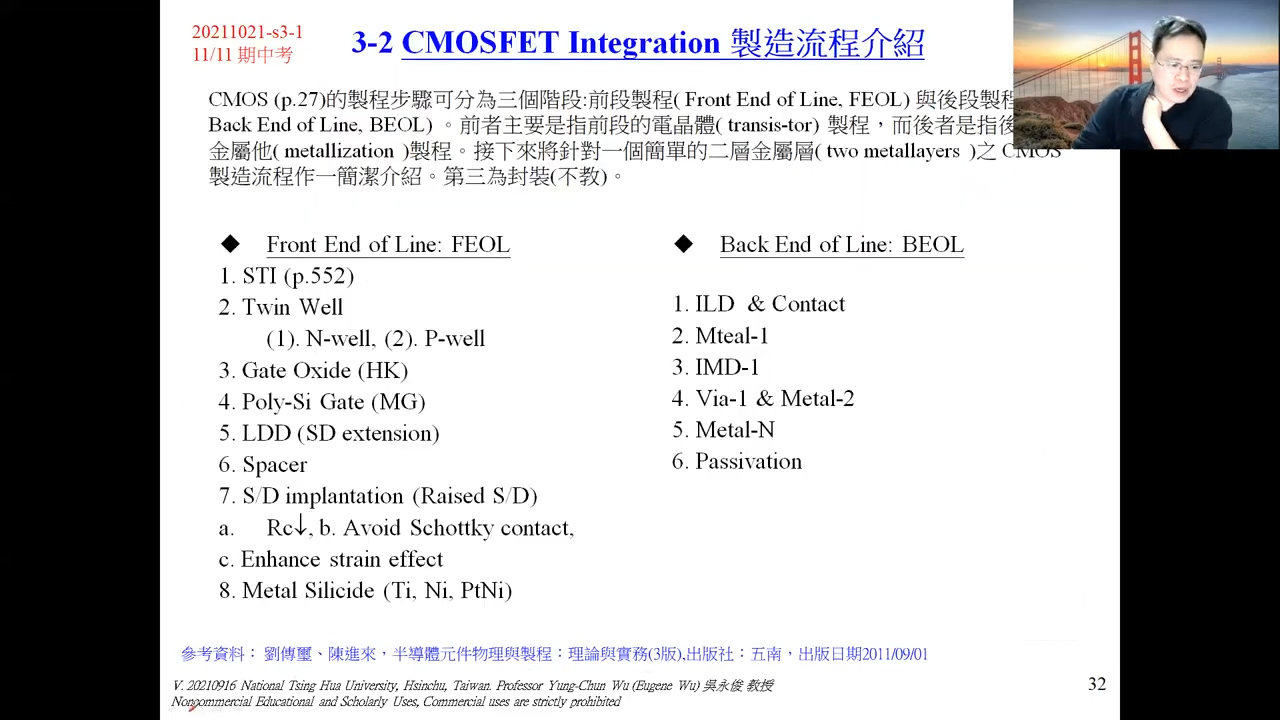 20211021-s3-1
11/11 期中考
3-2 CMOSFET Integration 製造流程介紹
CMOS (p.27)的製程步驟可分為三個階段:前段製程( Front End of Line, FEOL) 與後段製程
Back End of Line, BEOL) 。前者主要是指前段的電晶體( transis-tor) 製程，而後者是指後
金屬他( metallization )製程。接下來將針對一個簡單的二層金屬層( two metallayers )之 CMOS
製造流程作一簡潔介紹。第三為封裝(不教)。
◆ Front End of Line: FEOL
1. STI (p.552)
2. Twin Well
(1). N-well, (2). P-well
3. Gate Oxide (HK)
4. Poly-Si Gate (MG)
5. LDD (SD extension)
6. Spacer
7. S/D implantation (Raised S/D)
a. Rc↓, b. Avoid Schottky contact,
c. Enhance strain effect
8. Metal Silicide (Ti, Ni, PtNi)
◆ Back End of Line: BEOL
1. ILD & Contact
2. Mteal-1
3. IMD-1
4. Via-1 & Metal-2
5. Metal-N
6. Passivation
參考資料： 劉傳璽、陳進來，半導體元件物理與製程：理論與實務(3版),出版社：五南，出版日期2011/09/01
V. 20210916 National Tsing Hua University, Hsinchu, Taiwan. Professor Yung-Chun Wu (Eugene Wu) 吳永俊 教授
Noncommercial Educational and Scholarly Uses, Commercial uses are strictly prohibited
32